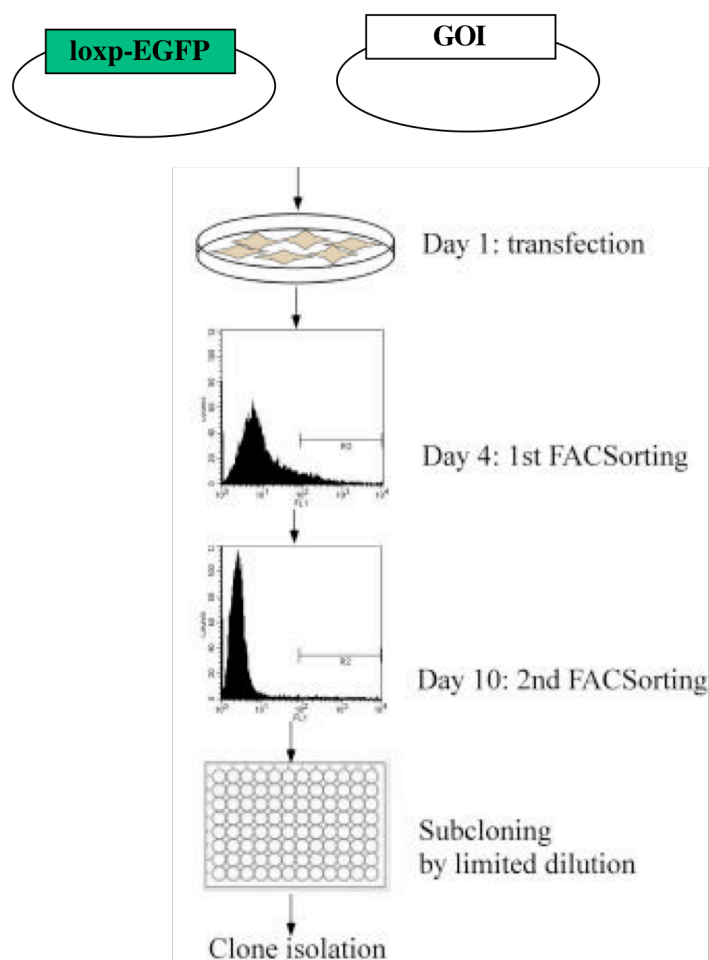 loxp-EGFP
GOI
Day 1: transfection
Day 4: 1st FACSorting
Day 10: 2nd FACSorting
Subcloning
by limited dilution
Clone isolation